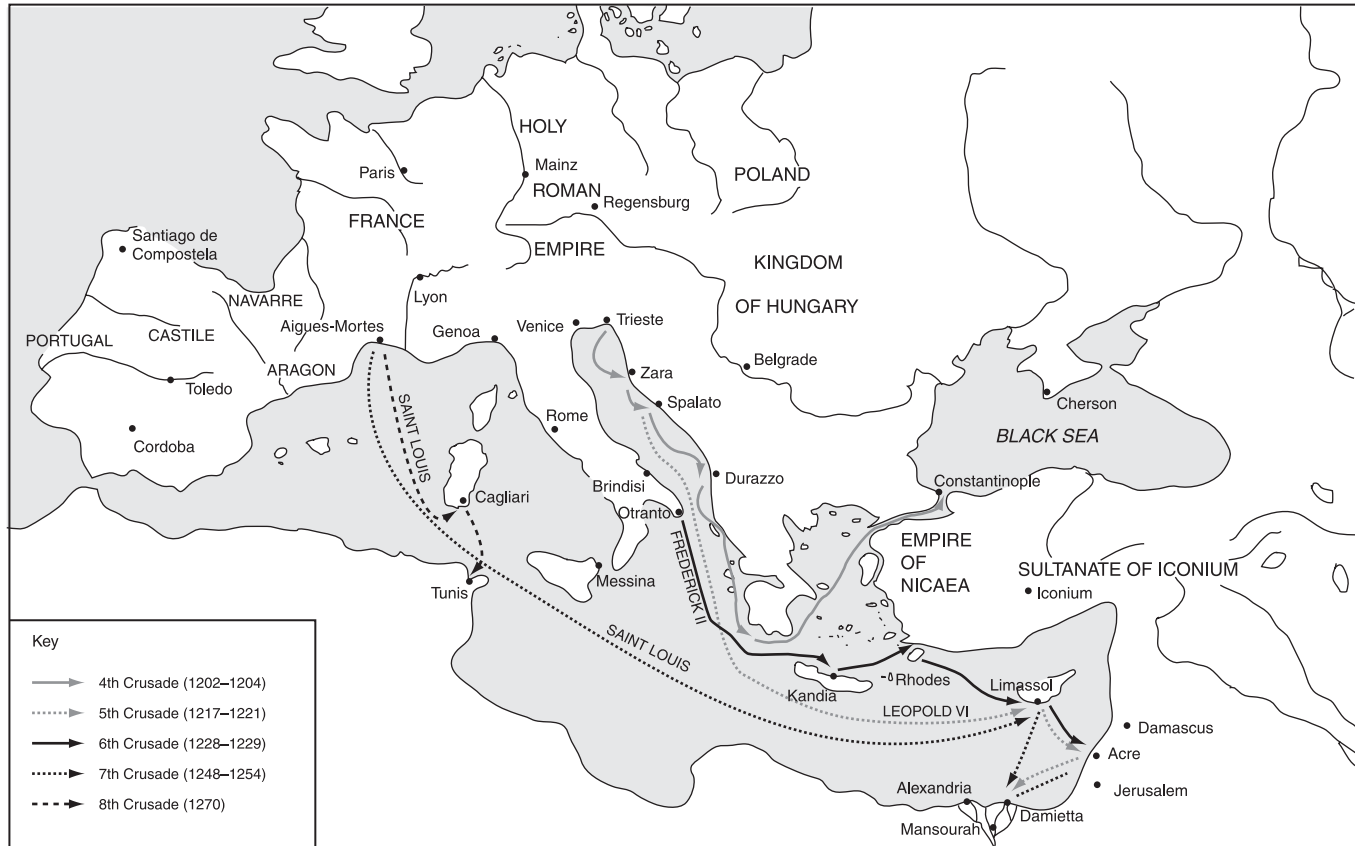 HOLY
Paris
Mainz
POLAND
ROMAN
Regensburg
FRANCE
Santiago de
Compostela
EMPIRE
KINGDOM
OF HUNGARY
Lyon
NAVARRE
Venice
Trieste
Aigues-Mortes
Genoa
PORTUGAL
CASTILE
Belgrade
ARAGON
Zara
Toledo
Cherson
Spalato
SAINT LOUIS
Rome
Cordoba
BLACK SEA
Brindisi
Durazzo
Constantinople
Cagliari
Otranto
EMPIRE
OF
NICAEA
FREDERICK II
SULTANATE OF ICONIUM
Messina
Tunis
Iconium
SAINT LOUIS
Rhodes
Limassol
Kandia
LEOPOLD VI
Damascus
Acre
Alexandria
Jerusalem
Damietta
Mansourah
Key
4th Crusade (1202–1204)
5th Crusade (1217–1221)
6th Crusade (1228–1229)
7th Crusade (1248–1254)
8th Crusade (1270)